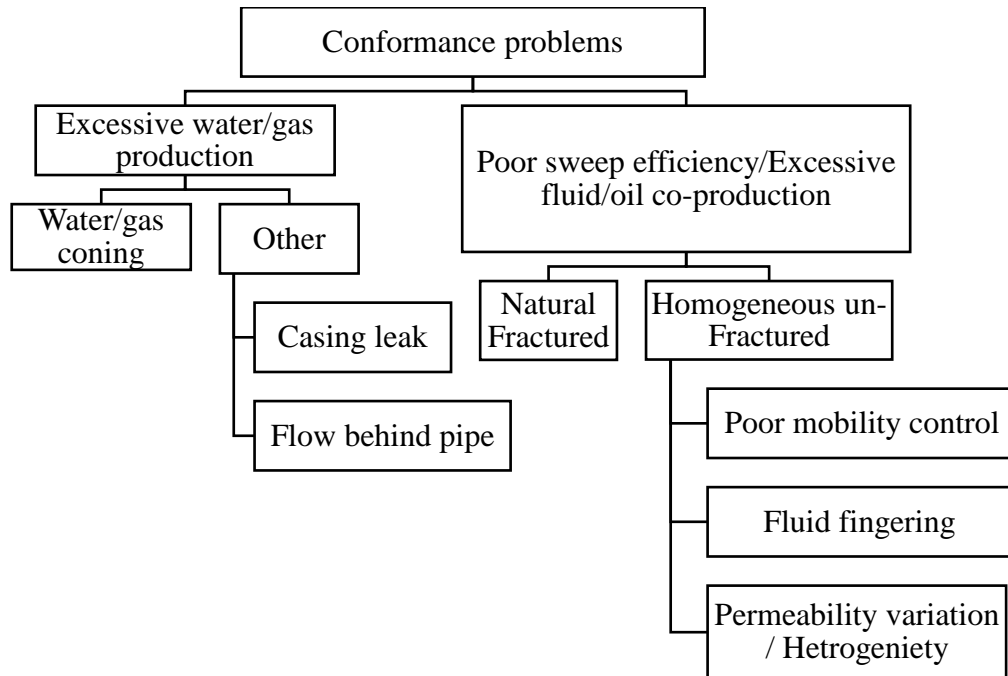 Conformance problems
Excessive water/gas
production
Poor sweep efficiency/Excessive
fluid/oil co-production
Water/gas
coning
Other
Natural
Fractured
Homogeneous un-
Fractured
Casing leak
Flow behind pipe
Poor mobility control
Fluid fingering
Permeability variation
/ Hetrogeniety